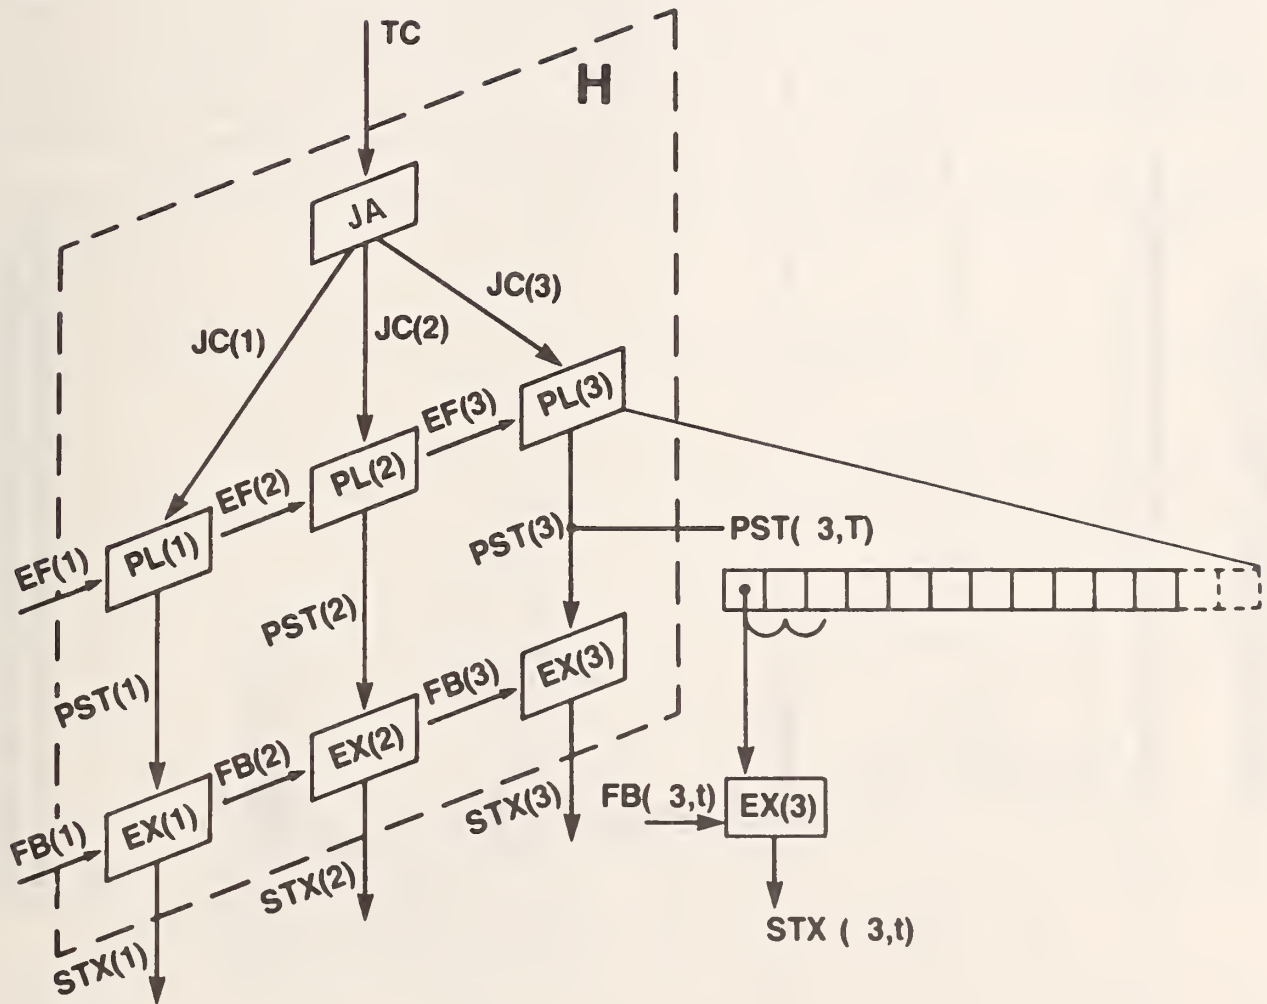 TC
H
JA
JC(3)
JC(1)
JC(2)
PL(3)
EF(3)
PL(2)
EF(2)
PL(1)
EF(1)
PST(3)
PST( 3,T)
PST(2)
PST(1)
EX(3)
FB(3)
EX(2)
FB(2)
EX(1)
FB(1)
STX(3)
FB( 3,t)
EX(3)
STX(2)
STX ( 3,t)
STX(1)